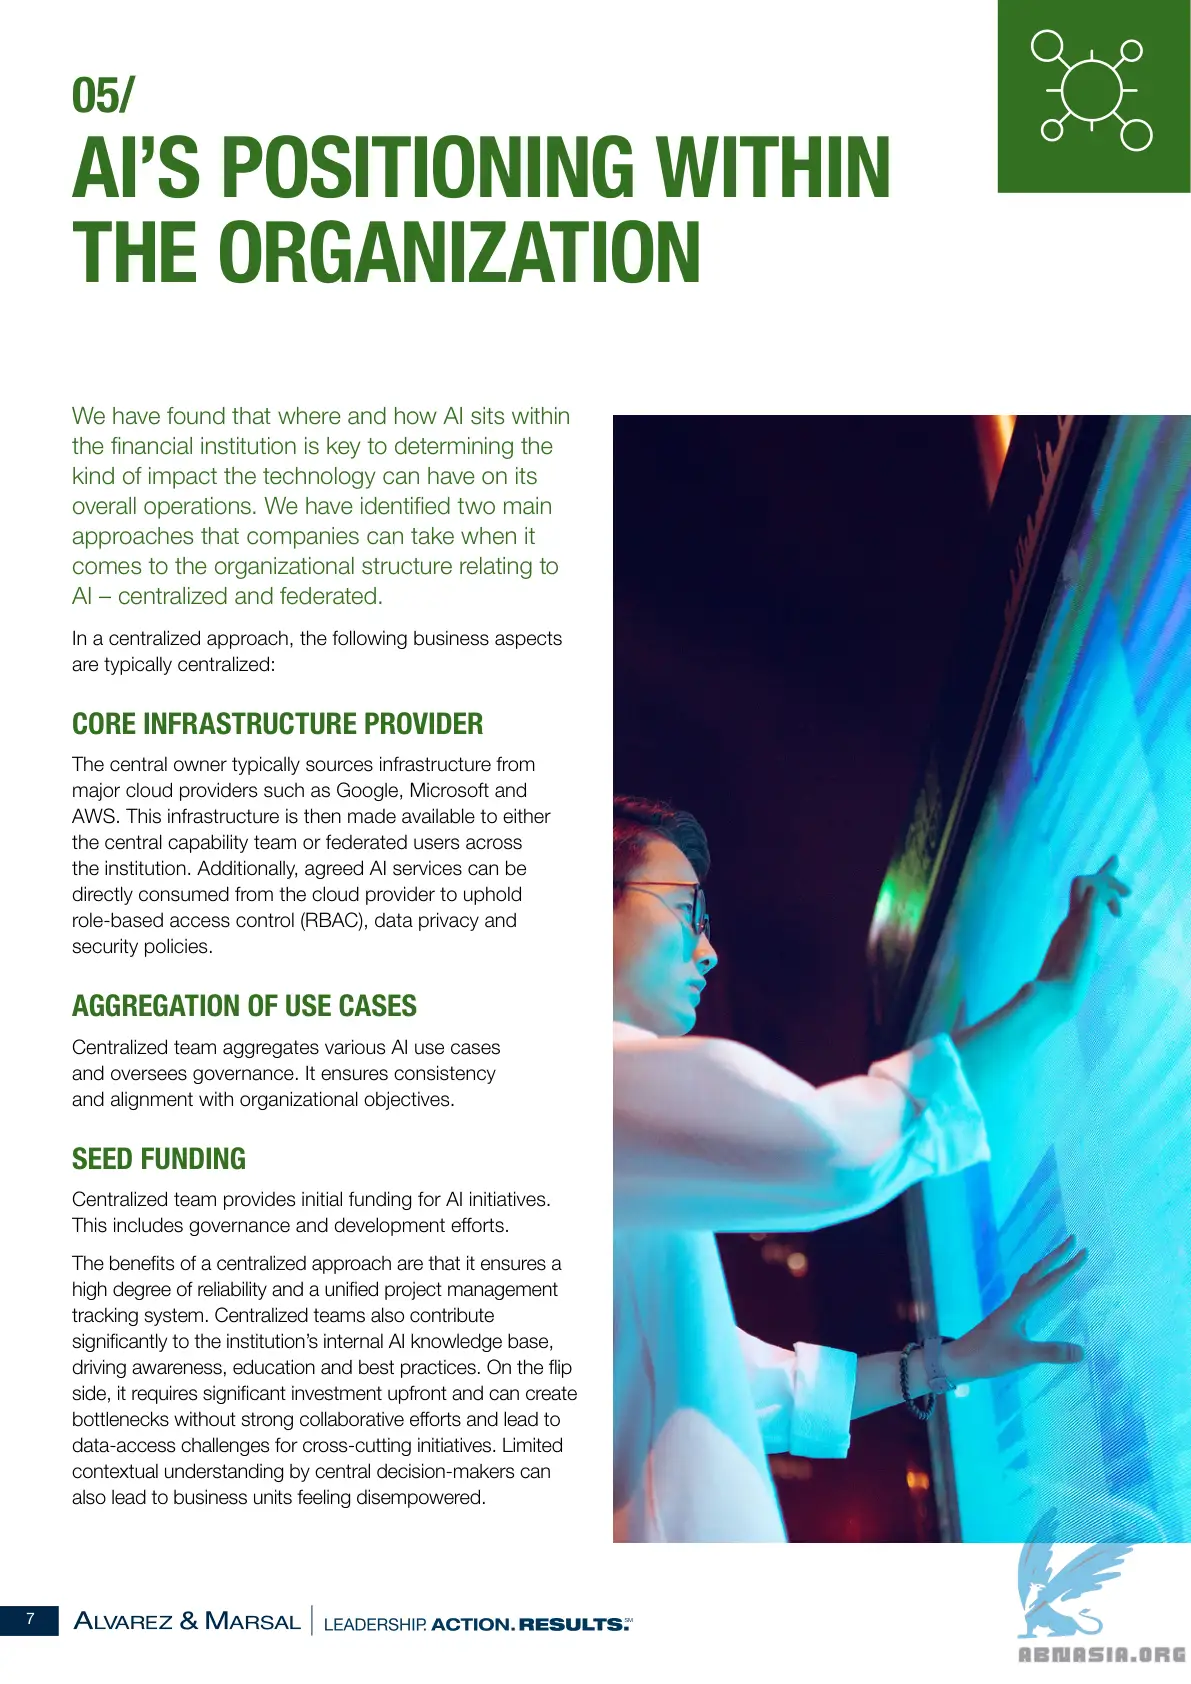 05/
AI’S POSITIONING WITHIN
THE ORGANIZATION
We have found that where and how AI sits within
the financial institution is key to determining the
kind of impact the technology can have on its
overall operations. We have identified two main
approaches that companies can take when it
comes to the organizational structure relating to
AI – centralized and federated.
In a centralized approach, the following business aspects
are typically centralized:
CORE INFRASTRUCTURE PROVIDER
The central owner typically sources infrastructure from
major cloud providers such as Google, Microsoft and
AWS. This infrastructure is then made available to either
the central capability team or federated users across
the institution. Additionally, agreed AI services can be
directly consumed from the cloud provider to uphold
role-based access control (RBAC), data privacy and
security policies.
AGGREGATION OF USE CASES
Centralized team aggregates various AI use cases
and oversees governance. It ensures consistency
and alignment with organizational objectives.
SEED FUNDING
Centralized team provides initial funding for AI initiatives.
This includes governance and development efforts.
The benefits of a centralized approach are that it ensures a
high degree of reliability and a unified project management
tracking system. Centralized teams also contribute
significantly to the institution’s internal AI knowledge base,
driving awareness, education and best practices. On the flip
side, it requires significant investment upfront and can create
bottlenecks without strong collaborative efforts and lead to
data-access challenges for cross-cutting initiatives. Limited
contextual understanding by central decision-makers can
also lead to business units feeling disempowered.
7
ALVAREZ & MARSAL
LEADERSHIP. ACTION. RESULTS.℠
ABNASIA.ORG